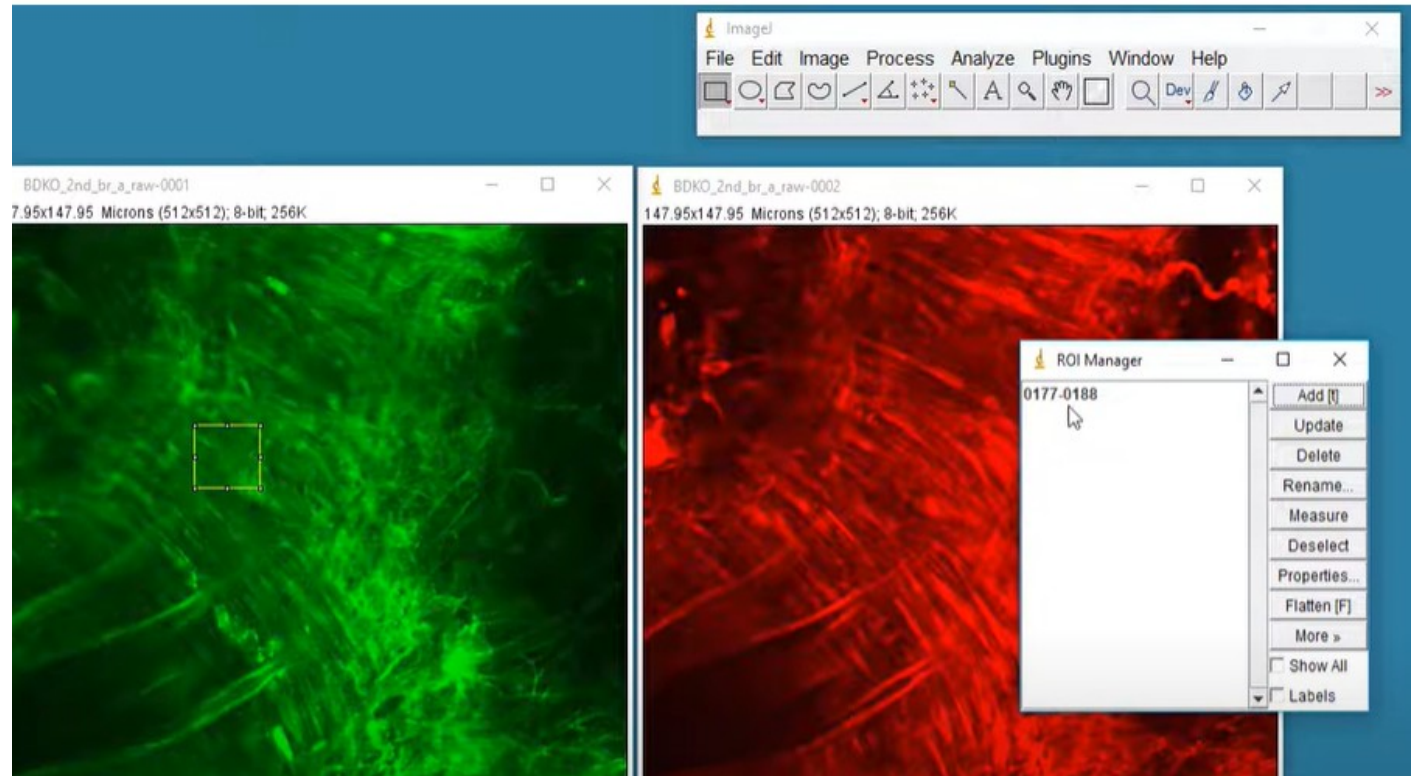 ImageJ
File Edit Image Process Analyze Plugins Window Help
A Dev >>
BDKO_2nd_br_a_raw-0001
7.95x147.95 Microns (512x512); 8-bit; 256K
BDKO_2nd_br_a_raw-0002
147.95x147.95 Microns (512x512); 8-bit; 256K
ROI Manager
0177-0188
Add [t]
Update
Delete
Rename...
Measure
Deselect
Properties...
Flatten [F]
More »
Show All
Labels